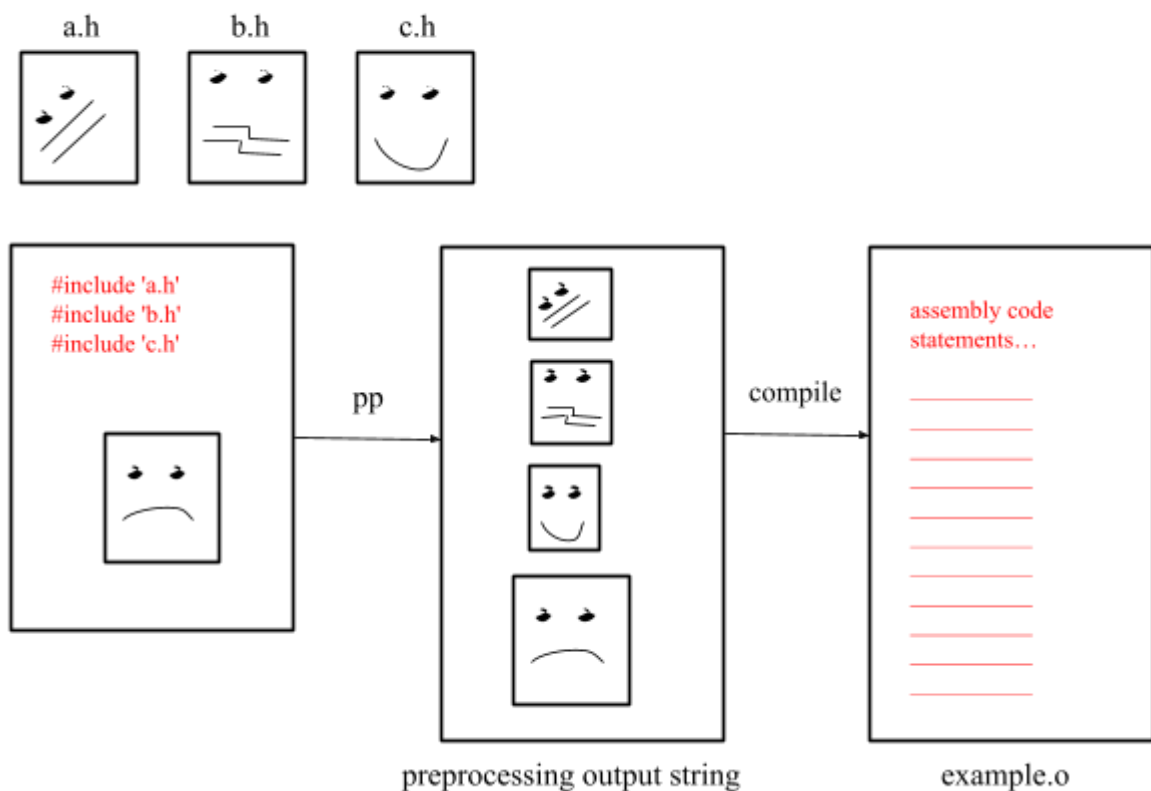 a.h
b.h
c.h
#include 'a.h'
#include 'b.h'
#include 'c.h'
pp
compile
assembly code
statements…
preprocessing output string
example.o